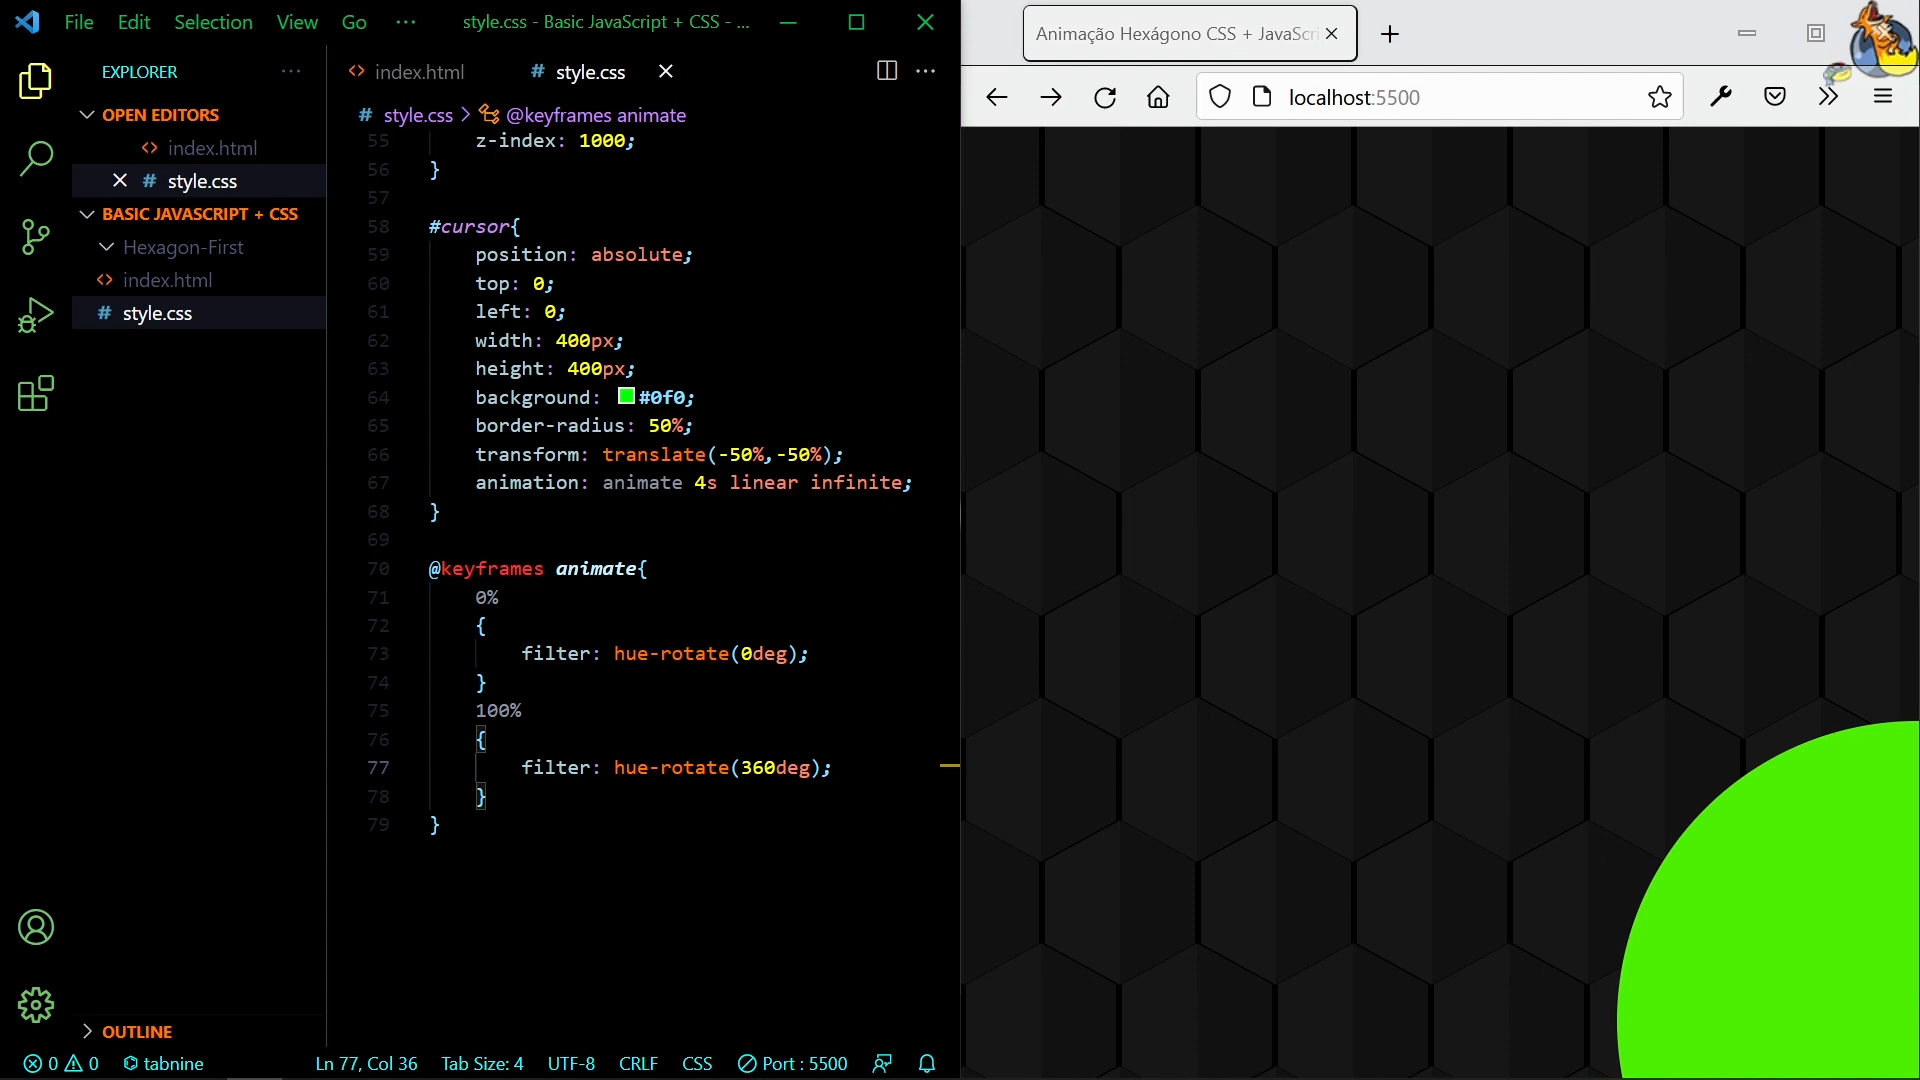 File Edit Selection View Go ···
style.css - Basic JavaScript + CSS - ...
EXPLORER ···
OPEN EDITORS
<> index.html
# style.css
BASIC JAVASCRIPT + CSS
Hexagon-First
<> index.html
# style.css
OUTLINE
<> index.html
# style.css
# style.css > @keyframes animate
55 z-index: 1000;
56 }
57
58 #cursor{
59 position: absolute;
60 top: 0;
61 left: 0;
62 width: 400px;
63 height: 400px;
64 background: #0f0;
65 border-radius: 50%;
66 transform: translate(-50%,-50%);
67 animation: animate 4s linear infinite;
68 }
69
70 @keyframes animate{
71 0%
72 {
73 filter: hue-rotate(0deg);
74 }
75 100%
76 {
77 filter: hue-rotate(360deg);
78 }
79 }
0 0 tabnine Ln 77, Col 36 Tab Size: 4 UTF-8 CRLF CSS Port : 5500
Animação Hexágono CSS + JavaScri
localhost:5500